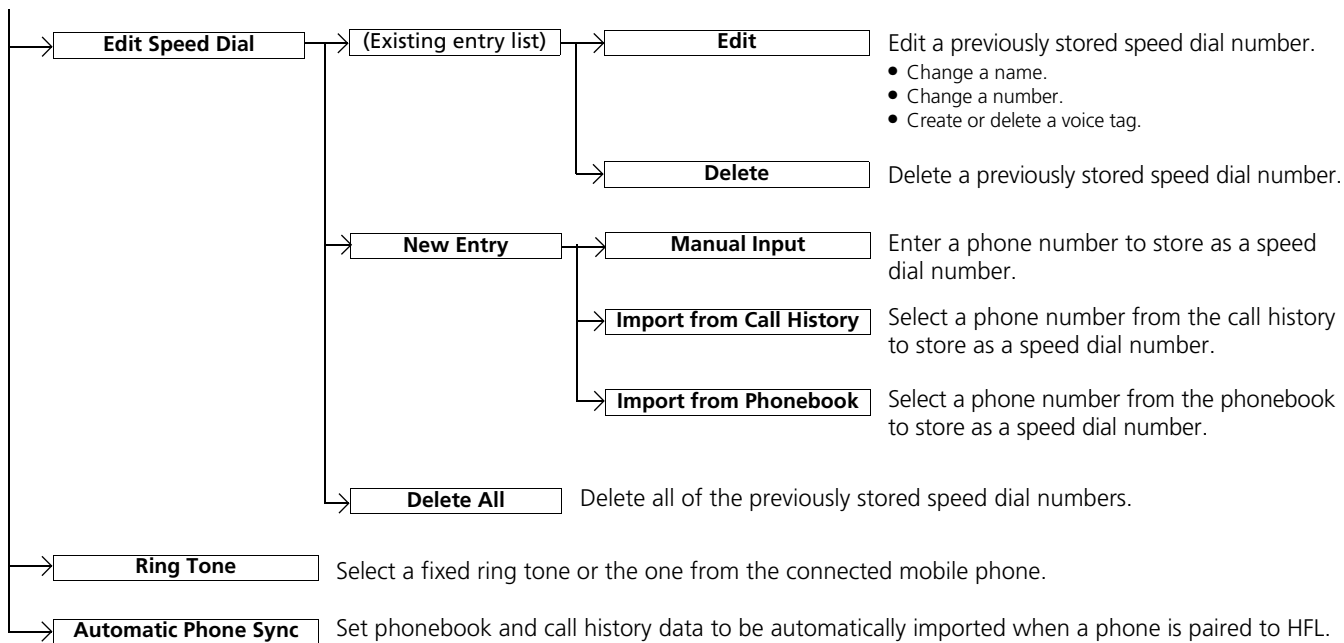 Edit Speed Dial
(Existing entry list)
Edit
Edit a previously stored speed dial number.
• Change a name.
• Change a number.
• Create or delete a voice tag.
Delete
Delete a previously stored speed dial number.
New Entry
Manual Input
Enter a phone number to store as a speed
dial number.
Import from Call History
Select a phone number from the call history
to store as a speed dial number.
Import from Phonebook
Select a phone number from the phonebook
to store as a speed dial number.
Delete All
Delete all of the previously stored speed dial numbers.
Ring Tone
Select a fixed ring tone or the one from the connected mobile phone.
Automatic Phone Sync
Set phonebook and call history data to be automatically imported when a phone is paired to HFL.